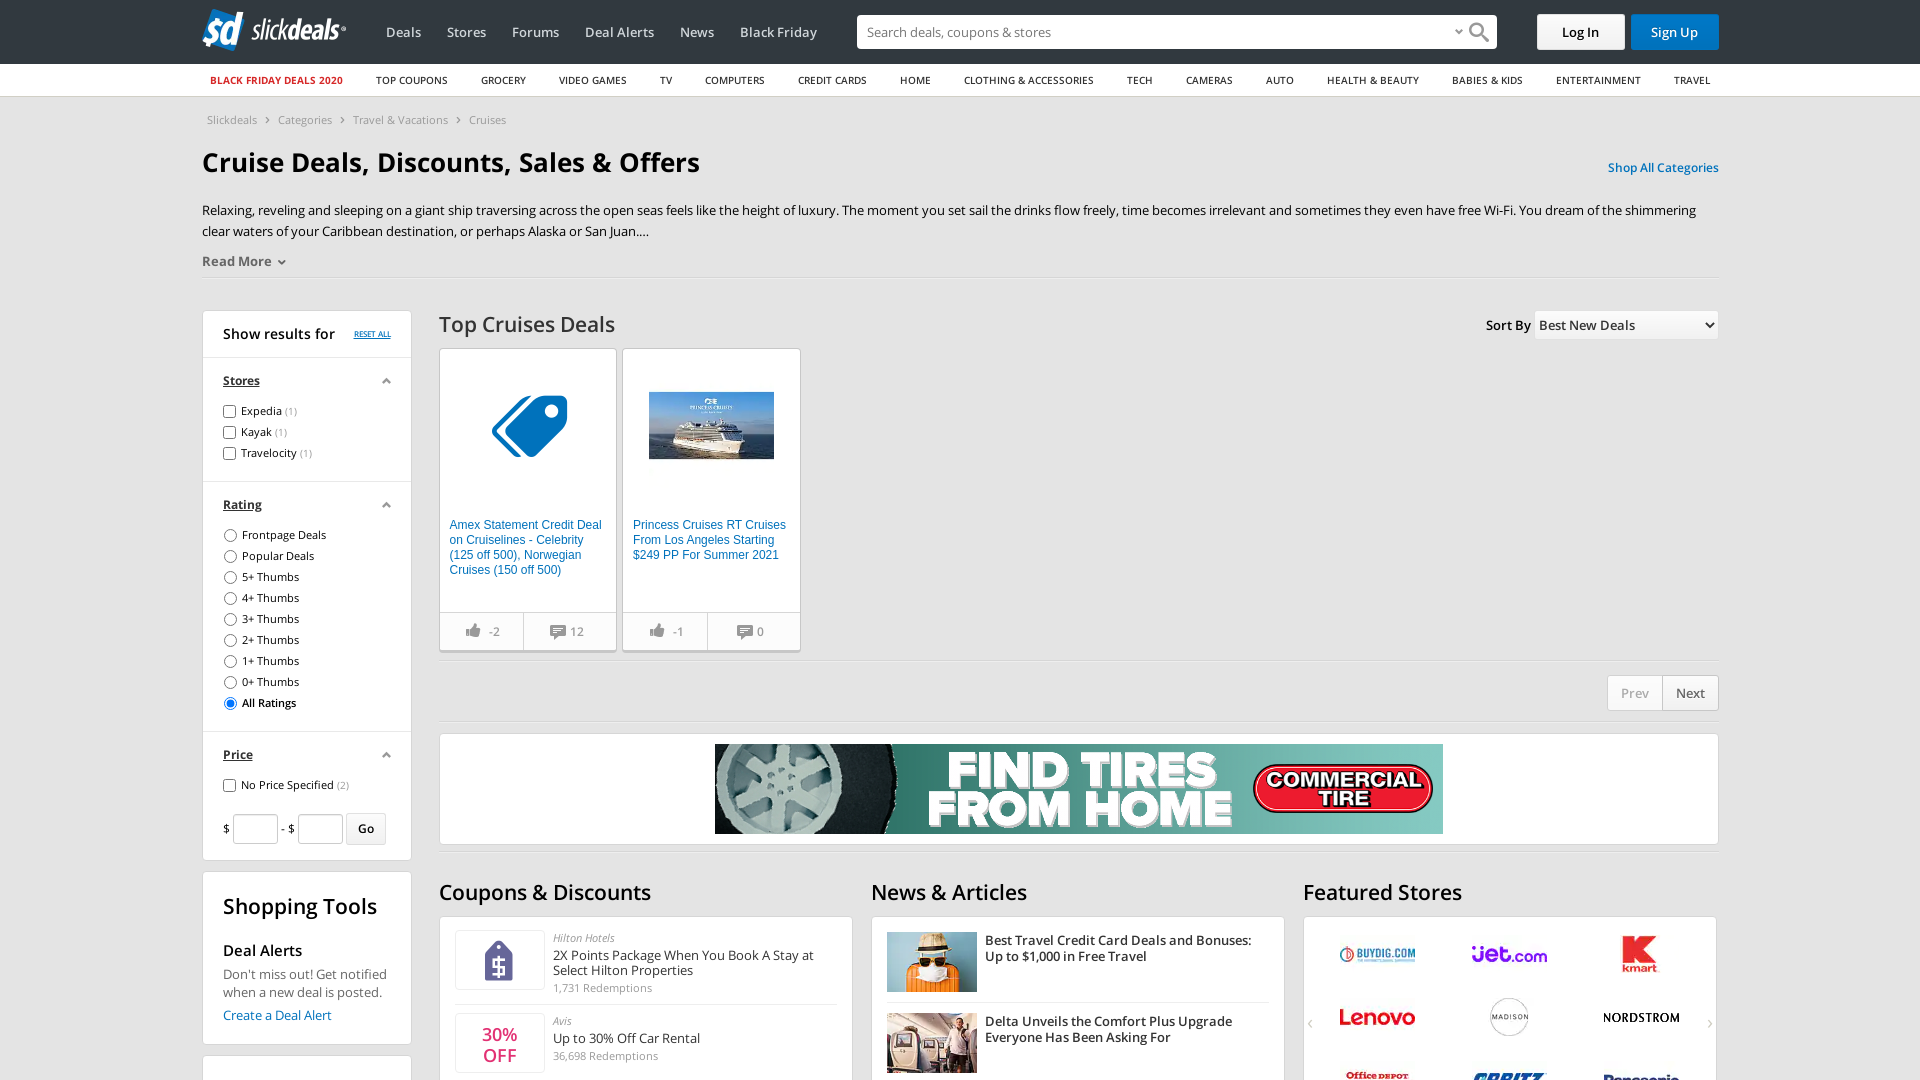 slickdeals
Deals
Stores
Forums
Deal Alerts
News
Black Friday
Search deals, coupons & stores
Log In
Sign Up
BLACK FRIDAY DEALS 2020
TOP COUPONS
GROCERY
VIDEO GAMES
TV
COMPUTERS
CREDIT CARDS
HOME
CLOTHING & ACCESSORIES
TECH
CAMERAS
AUTO
HEALTH & BEAUTY
BABIES & KIDS
ENTERTAINMENT
TRAVEL
Slickdeals › Categories › Travel & Vacations › Cruises
Cruise Deals, Discounts, Sales & Offers
Shop All Categories
Relaxing, reveling and sleeping on a giant ship traversing across the open seas feels like the height of luxury. The moment you set sail the drinks flow freely, time becomes irrelevant and sometimes they even have free Wi-Fi. You dream of the shimmering
clear waters of your Caribbean destination, or perhaps Alaska or San Juan....
Read More
Show results for
RESET ALL
Stores
Expedia (1)
Kayak (1)
Travelocity (1)
Rating
Frontpage Deals
Popular Deals
5+ Thumbs
4+ Thumbs
3+ Thumbs
2+ Thumbs
1+ Thumbs
0+ Thumbs
All Ratings
Price
No Price Specified (2)
$ - $ Go
Shopping Tools
Deal Alerts
Don't miss out! Get notified
when a new deal is posted.
Create a Deal Alert
Top Cruises Deals
Sort By Best New Deals
Amex Statement Credit Deal
on Cruiselines - Celebrity
(125 off 500), Norwegian
Cruises (150 off 500)
-2
12
PRINCESS CRUISES
Princess Cruises RT Cruises
From Los Angeles Starting
$249 PP For Summer 2021
-1
0
Prev
Next
FIND TIRES
FROM HOME
COMMERCIAL
TIRE
Coupons & Discounts
Hilton Hotels
2X Points Package When You Book A Stay at
Select Hilton Properties
1,731 Redemptions
30%
OFF
Avis
Up to 30% Off Car Rental
36,698 Redemptions
News & Articles
Best Travel Credit Card Deals and Bonuses:
Up to $1,000 in Free Travel
Delta Unveils the Comfort Plus Upgrade
Everyone Has Been Asking For
Featured Stores
BUYDIG.COM
Jet.com
kmart
Lenovo
MADISON
NORDSTROM
Office DEPOT
ORBITZ
Panasonic